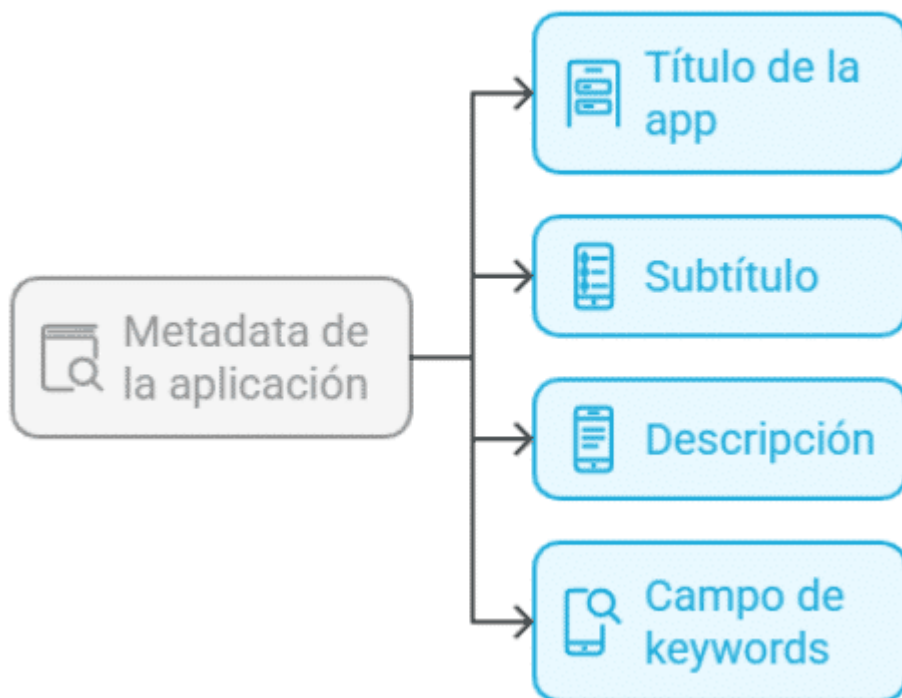 Título de la
app
Subtítulo
Metadata de
la aplicación
Descripción
Campo de
keywords